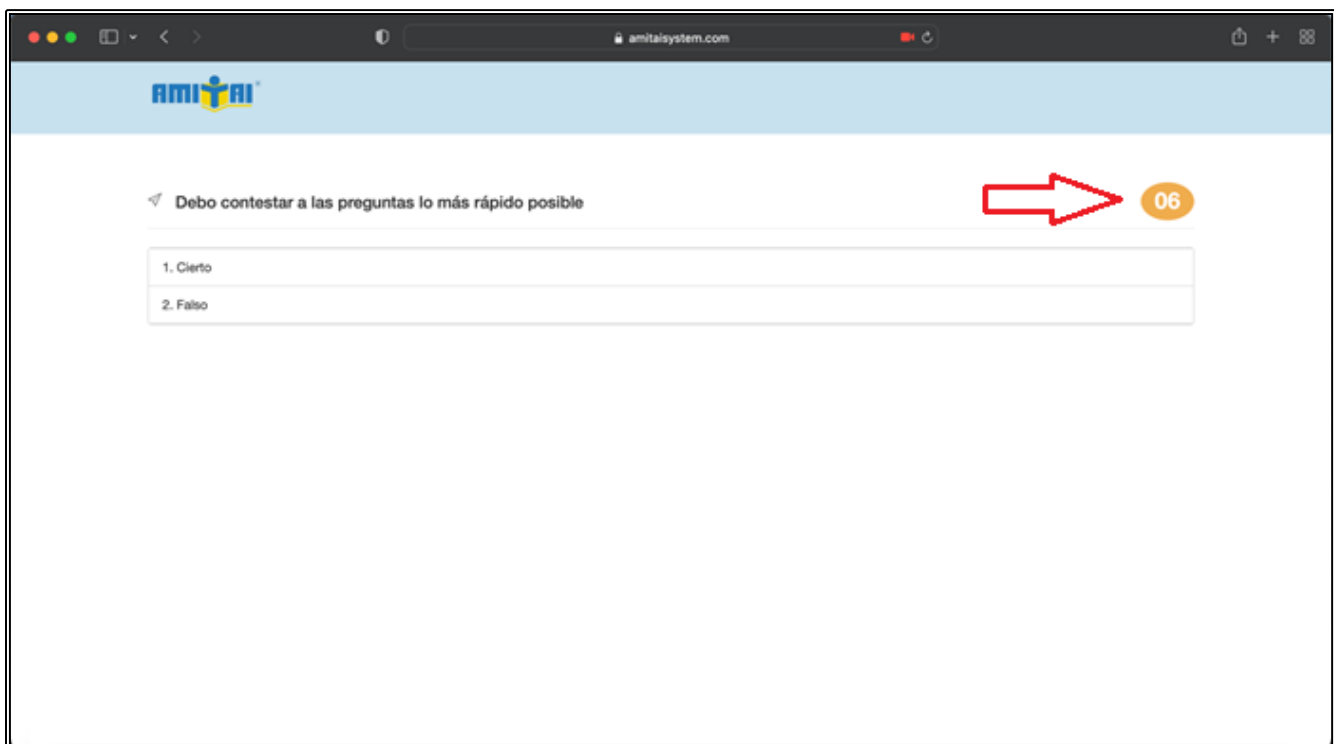 amitaisystem.com
AMITAI®
Debo contestar a las preguntas lo más rápido posible
06
1. Cierto
2. Falso